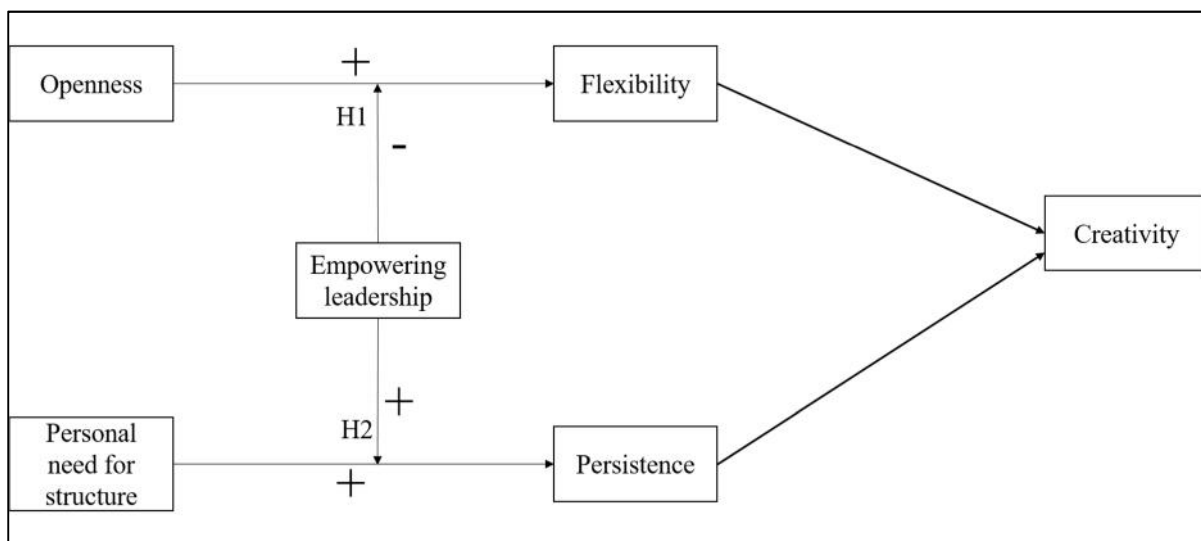 +
Openness
Flexibility
H1
-
Creativity
Empowering
leadership
+
H2
Personal
need for
structure
Persistence
+